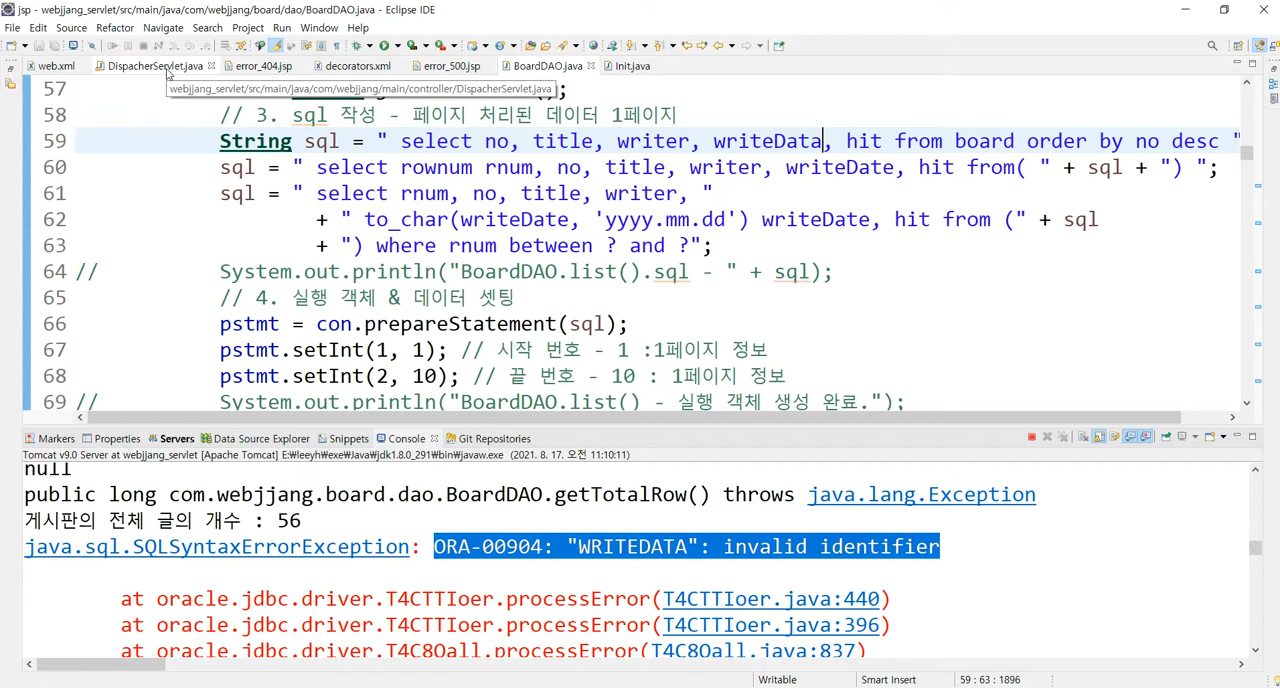 jsp - webjjang_servlet/src/main/java/com/webjjang/board/dao/BoardDAO.java - Eclipse IDE
File Edit Source Refactor Navigate Search Project Run Window Help
web.xml DispacherServlet.java error_404.jsp decorators.xml error_500.jsp BoardDAO.java Init.java
webjjang_servlet/src/main/java/com/webjjang/main/controller/DispacherServlet.java
57 ();
58 // 3. sql 작성 - 페이지 처리된 데이터 1페이지
59 String sql = " select no, title, writer, writeData, hit from board order by no desc "
60 sql = " select rownum rnum, no, title, writer, writeDate, hit from( " + sql + ") ";
61 sql = " select rnum, no, title, writer, "
62 + " to_char(writeDate, 'yyyy.mm.dd') writeDate, hit from (" + sql
63 + ") where rnum between ? and ?";
64 // System.out.println("BoardDAO.list().sql - " + sql);
65 // 4. 실행 객체 & 데이터 셋팅
66 pstmt = con.prepareStatement(sql);
67 pstmt.setInt(1, 1); // 시작 번호 - 1 :1페이지 정보
68 pstmt.setInt(2, 10); // 끝 번호 - 10 : 1페이지 정보
69 // System.out.println("BoardDAO.list() - 실행 객체 생성 완료.");
Markers Properties Servers Data Source Explorer Snippets Console Git Repositories
Tomcat v9.0 Server at webjjang_servlet [Apache Tomcat] E:\leeyh\exe\Java\jdk1.8.0_291\bin\javaw.exe (2021. 8. 17. 오전 11:10:11)
null
public long com.webjjang.board.dao.BoardDAO.getTotalRow() throws java.lang.Exception
게시판의 전체 글의 개수 : 56
java.sql.SQLSyntaxErrorException: ORA-00904: "WRITEDATA": invalid identifier
at oracle.jdbc.driver.T4CTTIoer.processError(T4CTTIoer.java:440)
at oracle.jdbc.driver.T4CTTIoer.processError(T4CTTIoer.java:396)
at oracle.jdbc.driver.T4C8Oall.processError(T4C8Oall.java:837)
Writable Smart Insert 59 : 63 : 1896